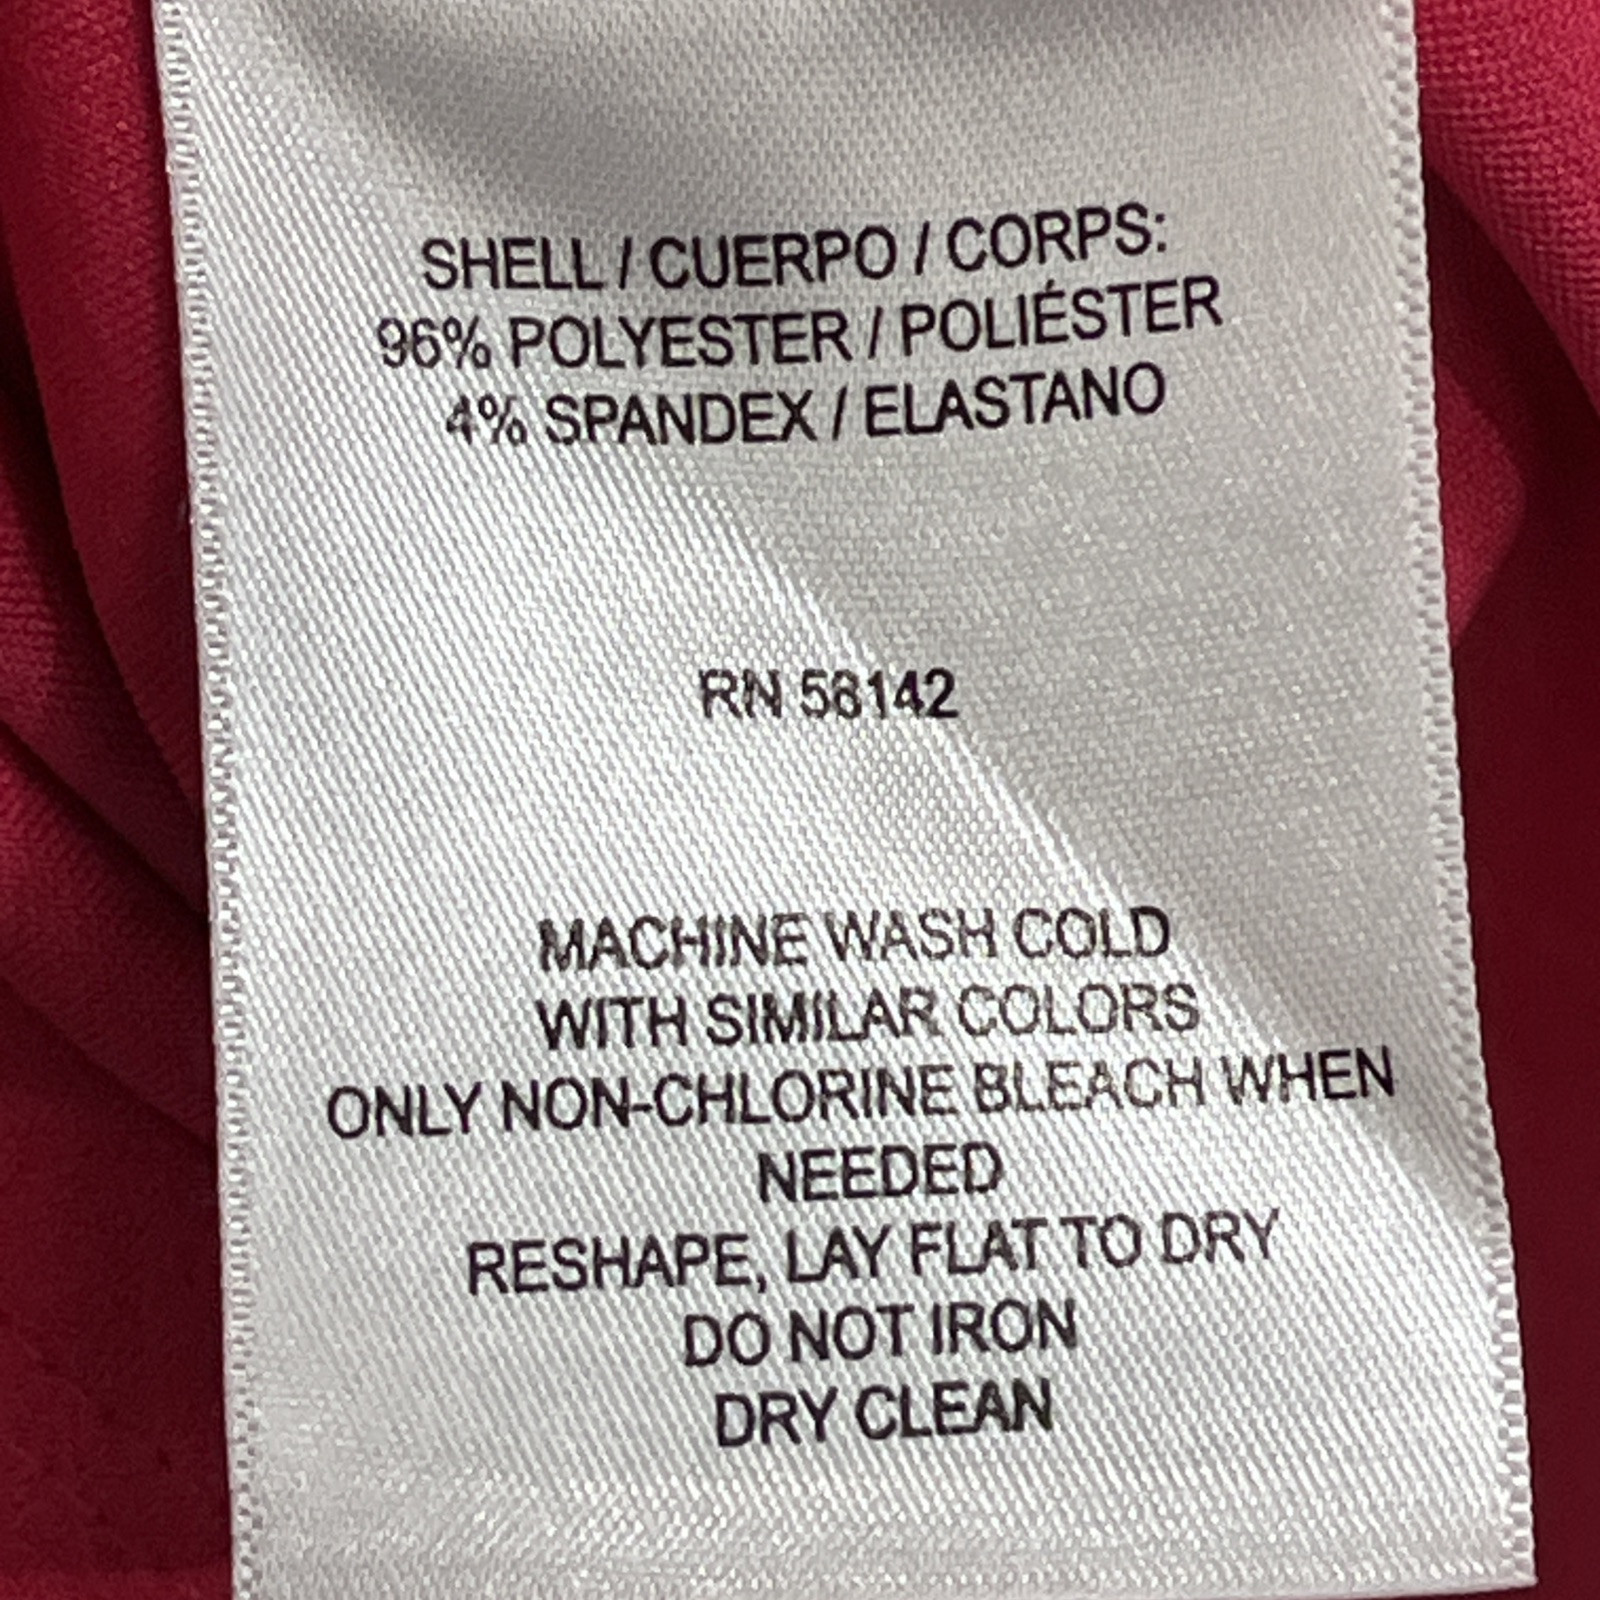 SHELL / CUERPO / CORPS:
96% POLYESTER / POLIÉSTER
4% SPANDEX / ELASTANO
RN 58142
MACHINE WASH COLD
WITH SIMILAR COLORS
ONLY NON-CHLORINE BLEACH WHEN
NEEDED
RESHAPE, LAY FLAT TO DRY
DO NOT IRON
DRY CLEAN